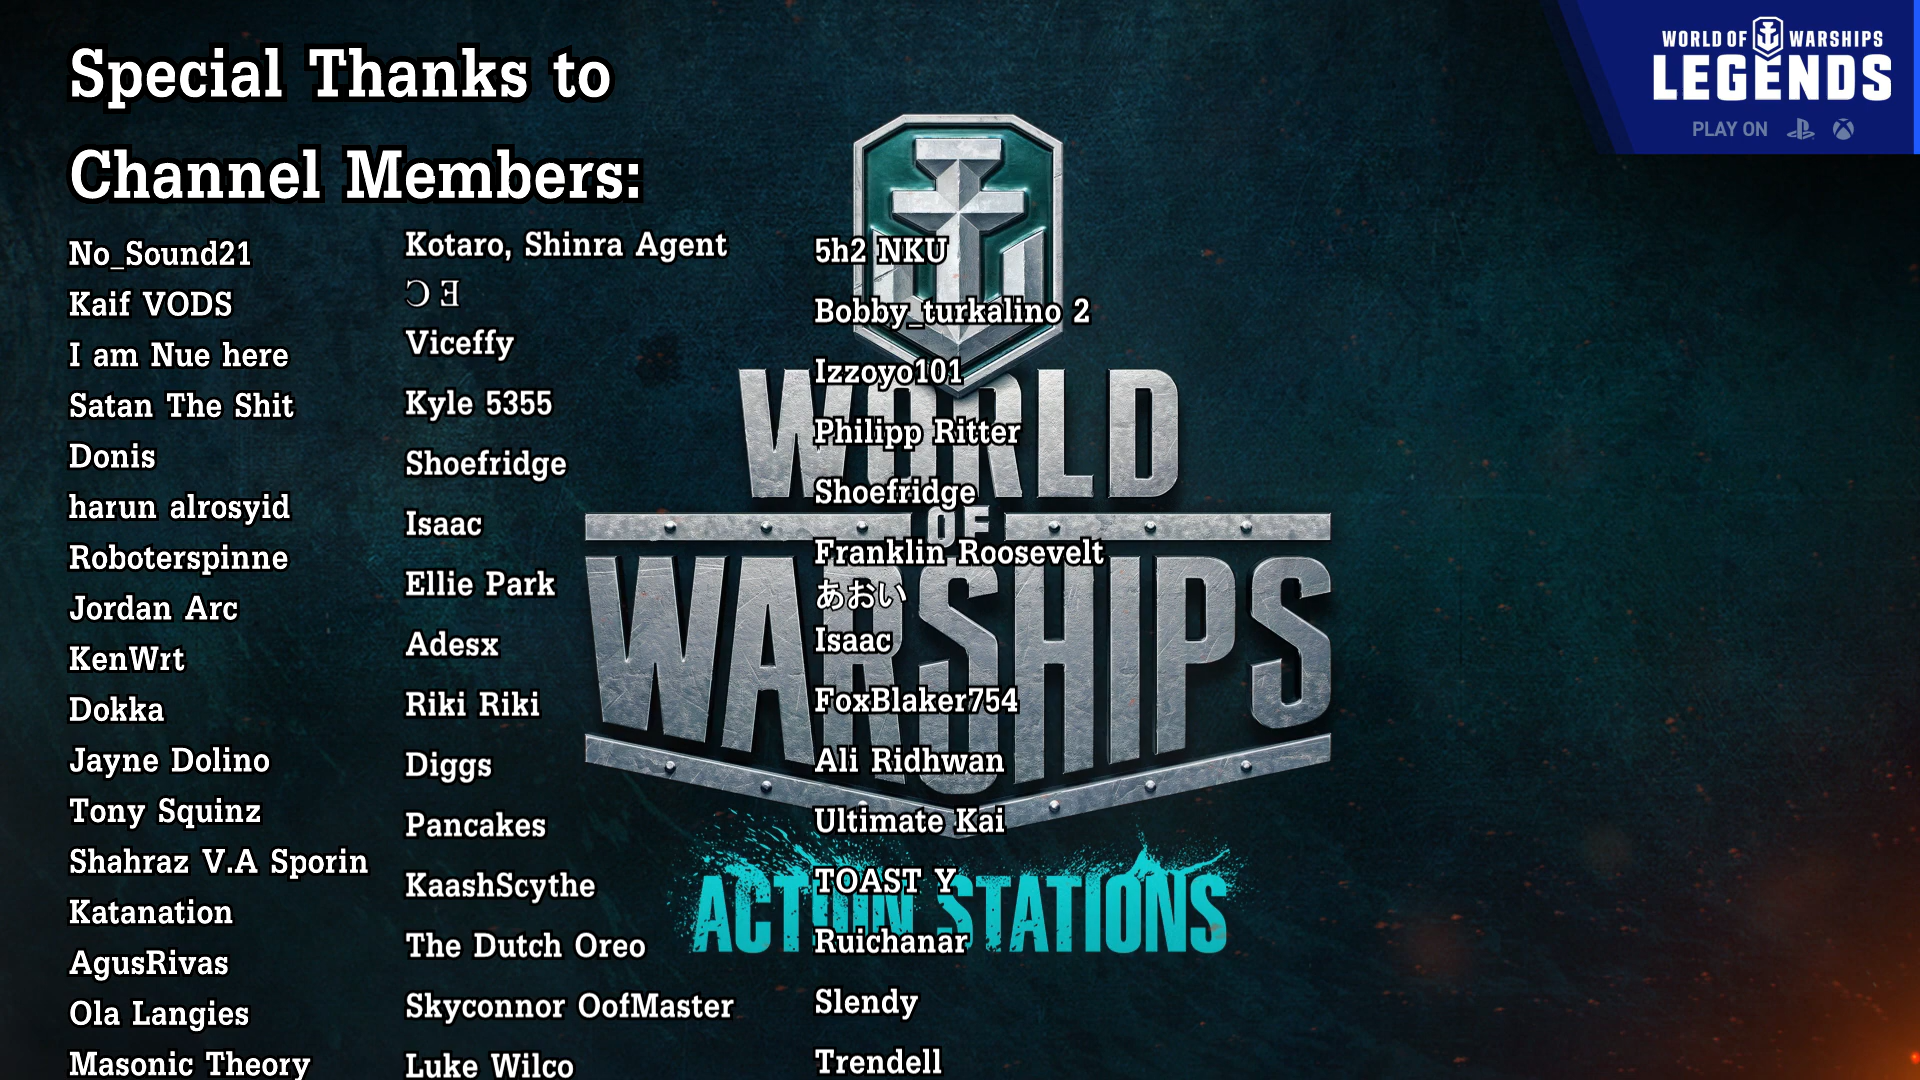 Special Thanks to
Channel Members:
No_Sound21
Kaif VODS
I am Nue here
Satan The Shit
Donis
harun alrosyid
Roboterspinne
Jordan Arc
KenWrt
Dokka
Jayne Dolino
Tony Squinz
Shahraz V.A Sporin
Katanation
AgusRivas
Ola Langies
Masonic Theory
Kotaro, Shinra Agent
Ɔ Ǝ
Viceffy
Kyle 5355
Shoefridge
Isaac
Ellie Park
Adesx
Riki Riki
Diggs
Pancakes
KaashScythe
The Dutch Oreo
Skyconnor OofMaster
Luke Wilco
5h2 NKU
Bobby_turkalino 2
Izzoyo101
Philipp Ritter
Shoefridge
Franklin Roosevelt
あおい
Isaac
FoxBlaker754
Ali Ridhwan
Ultimate Kai
TOAST Y
Ruichanar
Slendy
Trendell
WORLD
OF
WARSHIPS
ACTION STATIONS
WORLD OF WARSHIPS
LEGENDS
PLAY ON